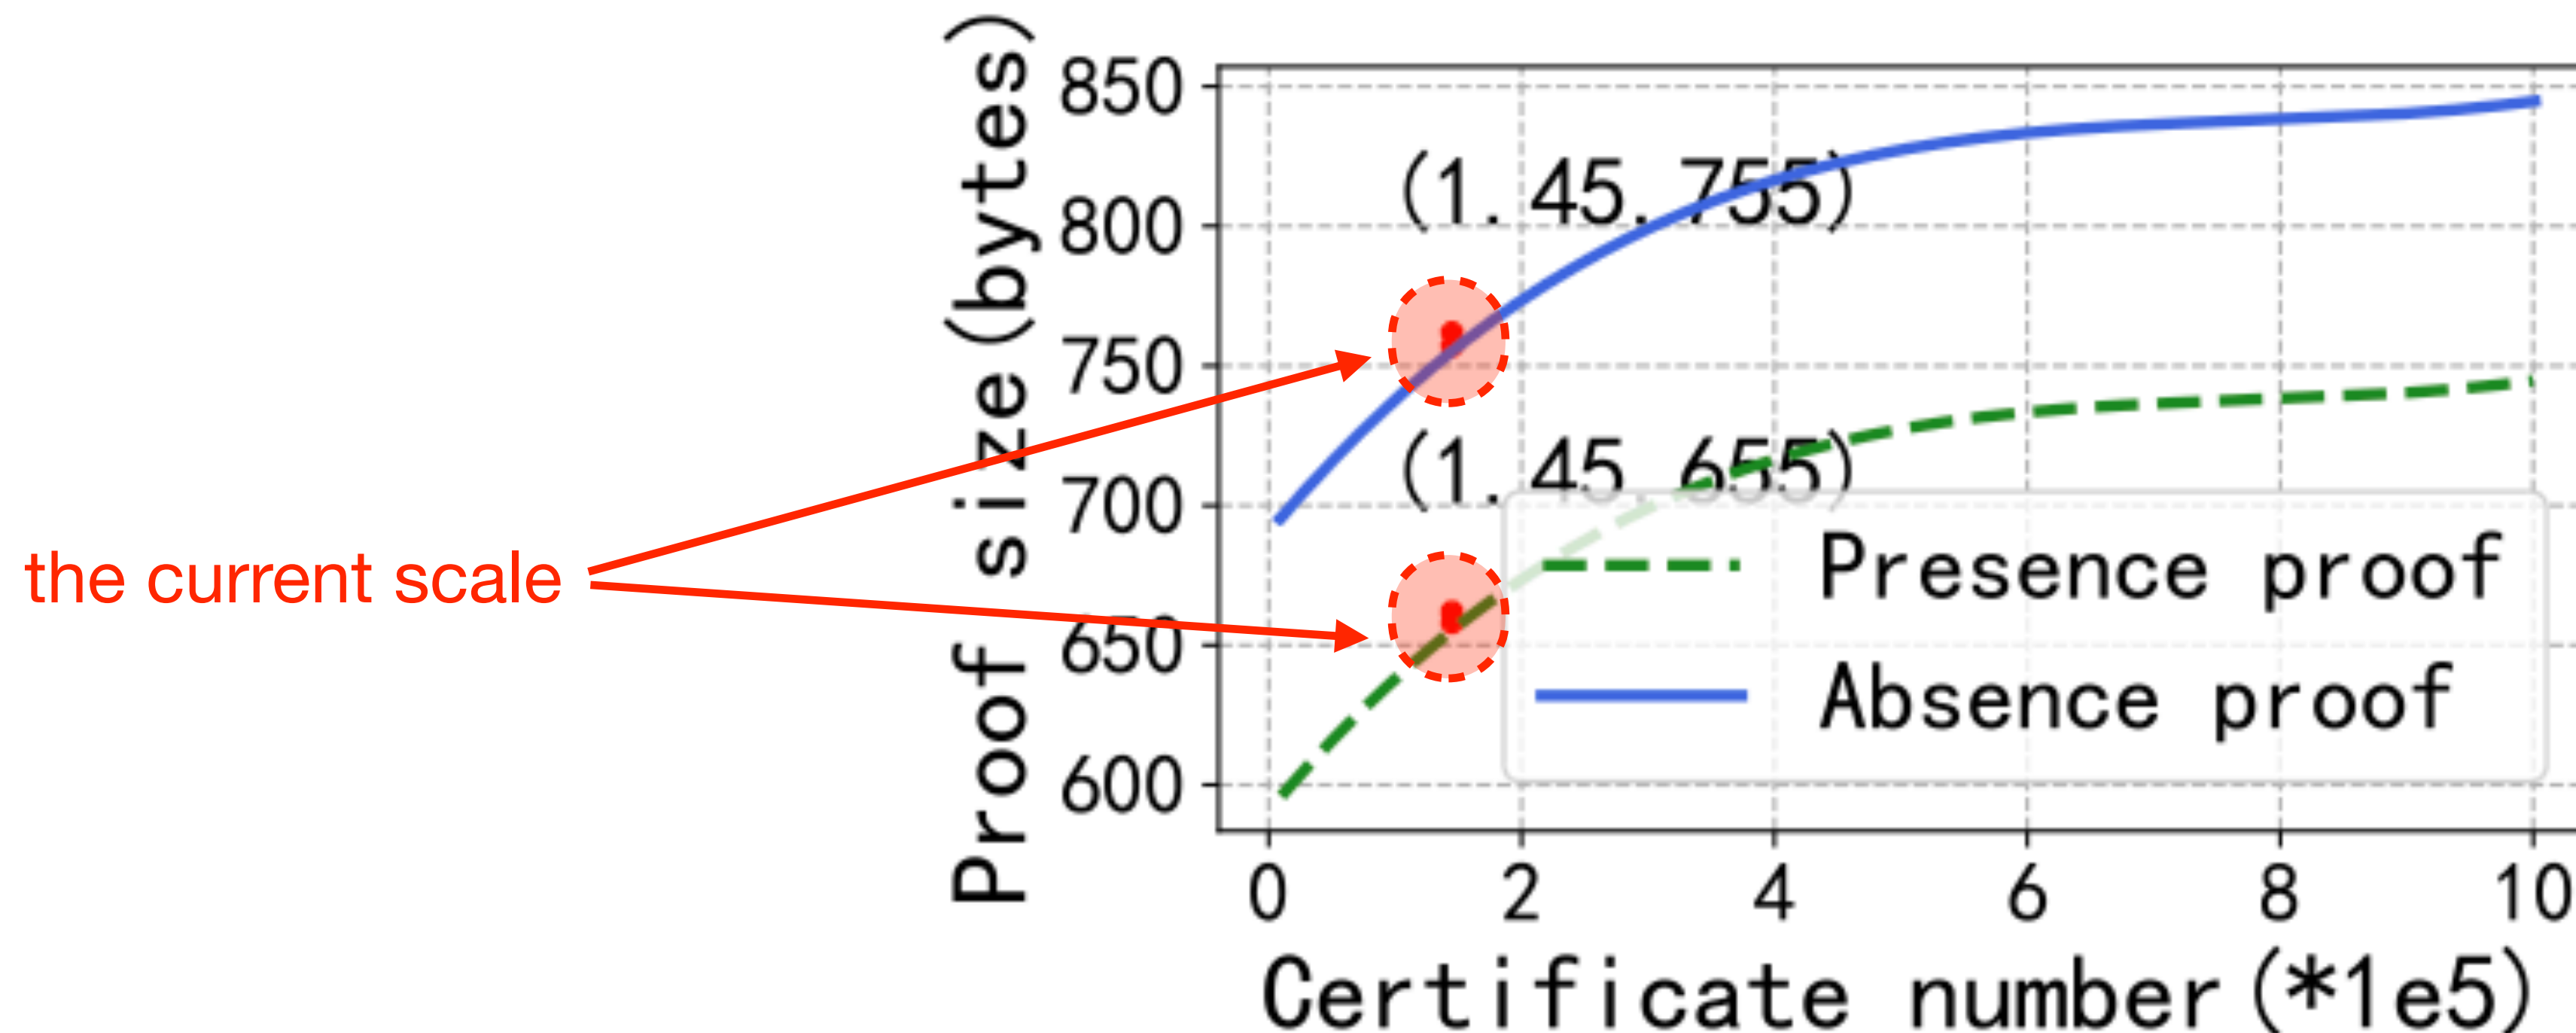 Proof size(bytes)
850
800
750
700
650
600
(1.45,755)
(1.45,655)
the current scale
Presence proof
Absence proof
0 2 4 6 8 10
Certificate number(*1e5)